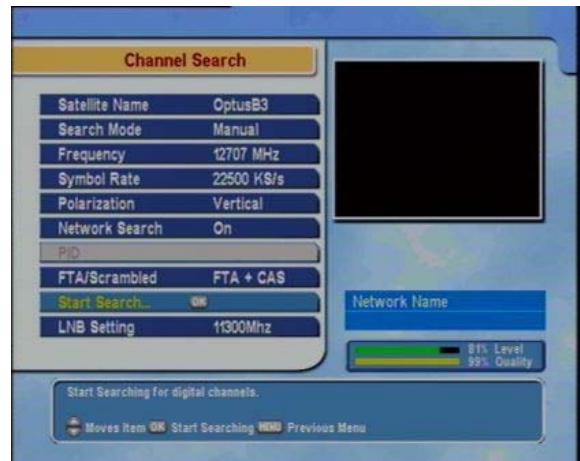 Channel Search
Satellite Name OptusB3
Search Mode Manual
Frequency 12707 MHz
Symbol Rate 22500 KS/s
Polarization Vertical
Network Search On
PID
FTA/Scrambled FTA + CAS
Start Search... OK
LNB Setting 11300Mhz
Network Name
81% Level
99% Quality
Start Searching for digital channels.
Moves Item OK Start Searching MENU Previous Menu